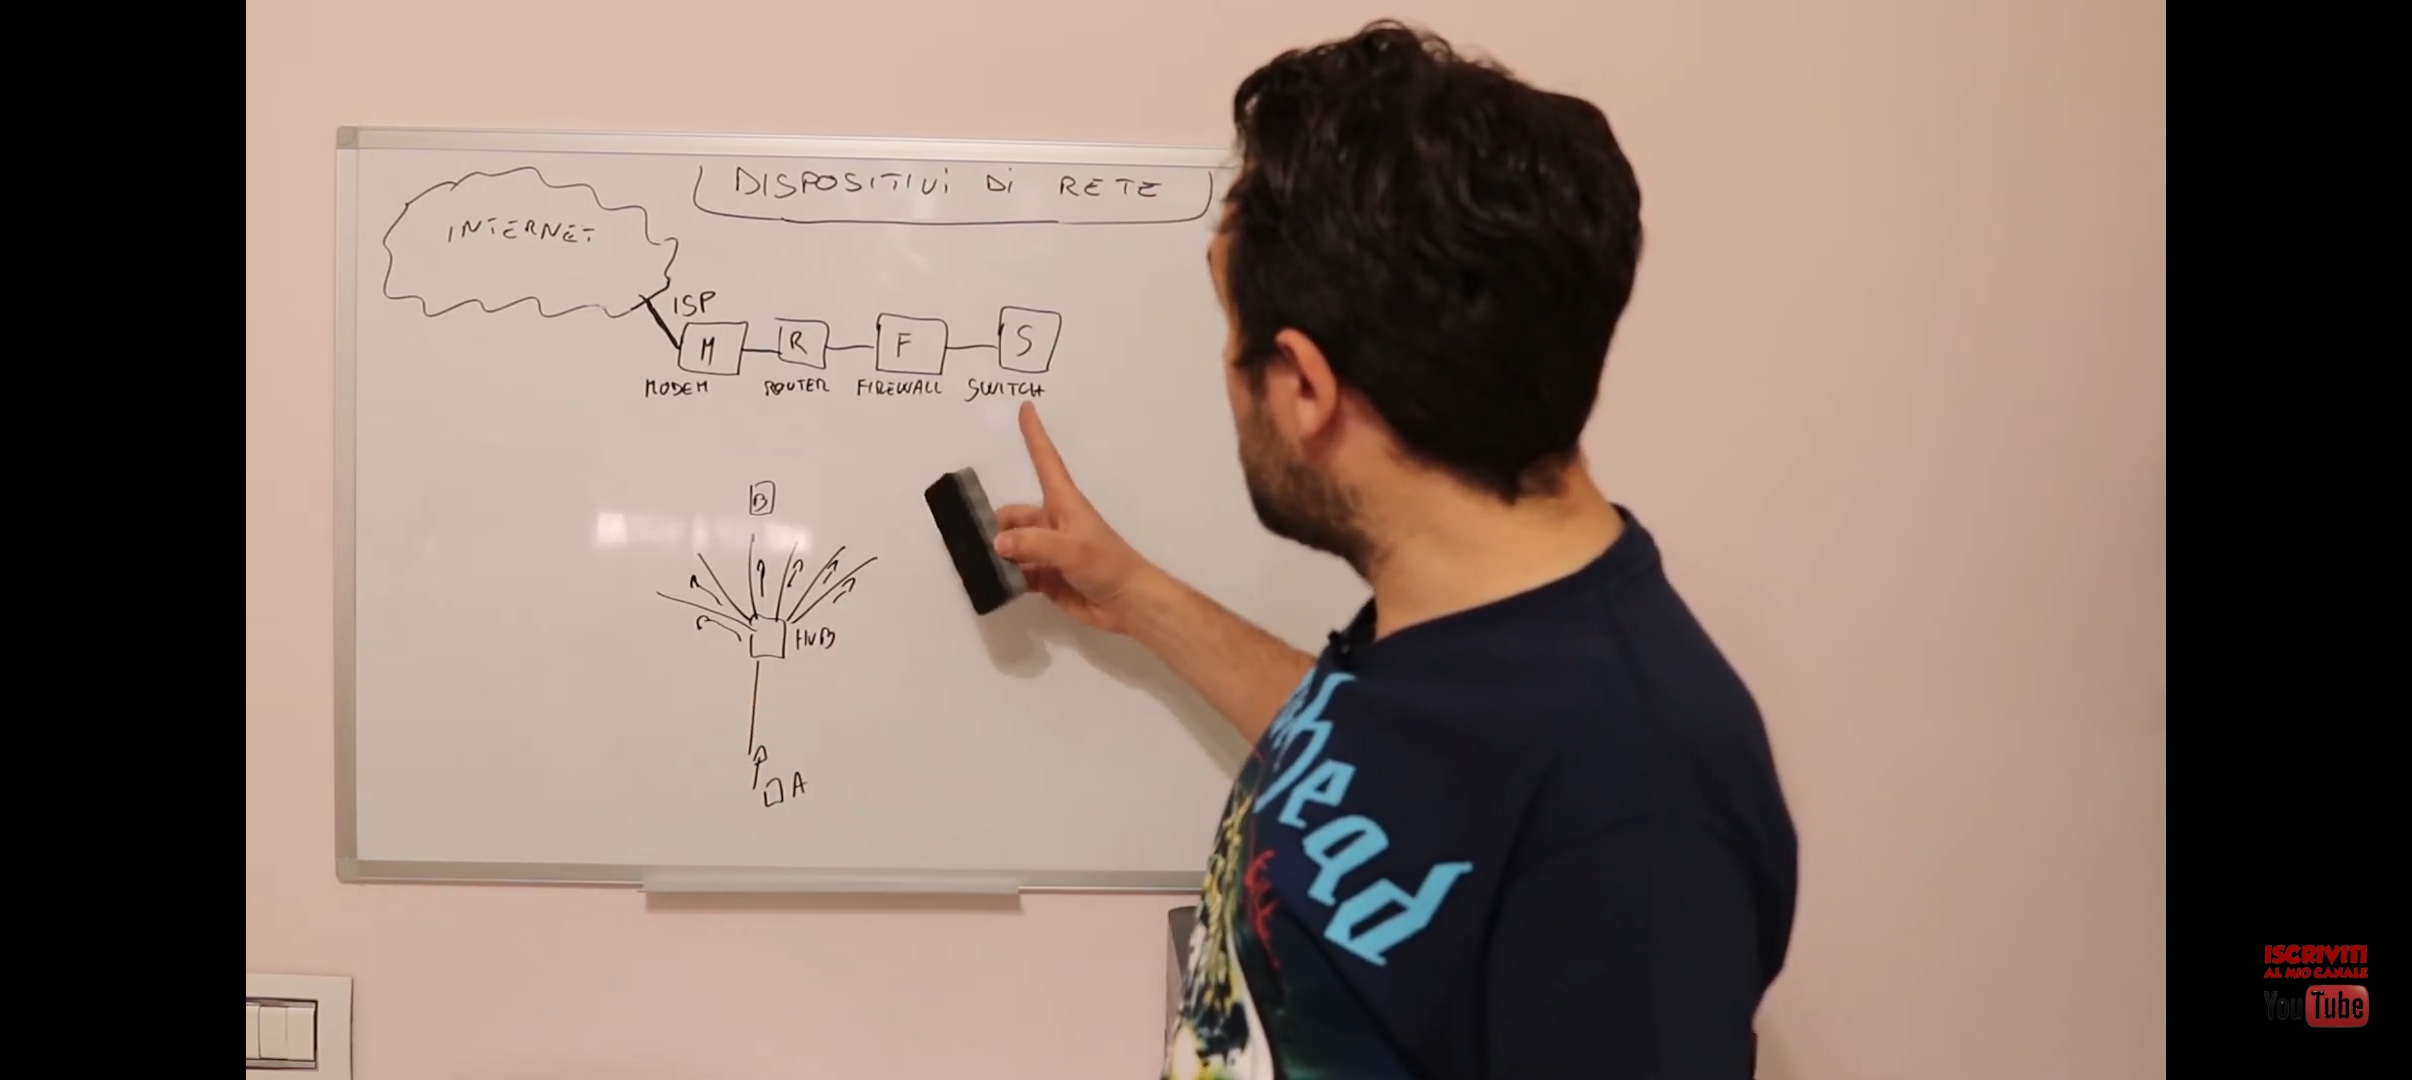 DISPOSITIVI DI RETE
INTERNET
ISP
M
R
F
S
MODEM
ROUTER
FIREWALL
SWITCH
B
HUB
A
head
ISCRIVITI
AL MIO CANALE
YouTube